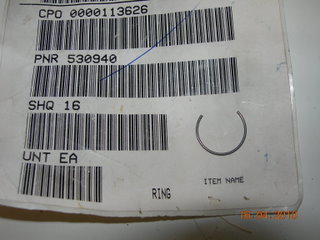 CPO 0000113626
PNR 530940
SHQ 16
UNT EA
RING
ITEM NAME